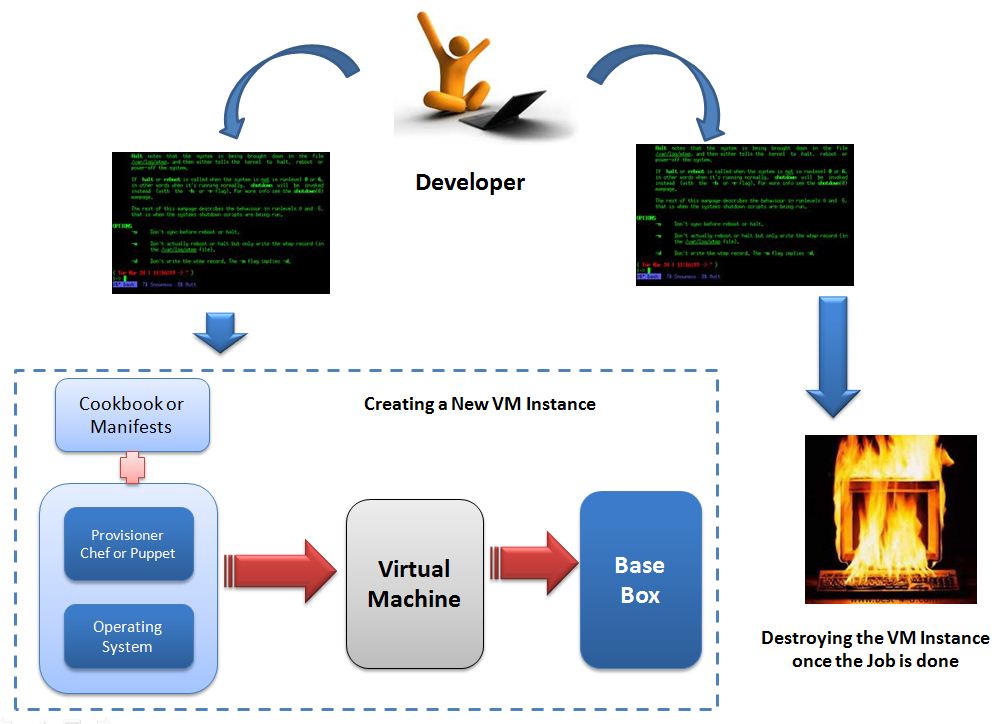 Developer
Halt notes that the system is being brought down in the file
/var/log/wtmp, and then either tells the kernel to halt, reboot or
power-off the system.
If halt or reboot is called when the system is not in runlevel 0 or 6,
in other words when it's running normally, shutdown will be invoked
instead (with the -h or -r flag). For more info see the shutdown(8)
manpage.
The rest of this manpage describes the behaviour in runlevels 0 and 6,
that is when the systems shutdown scripts are being run.
OPTIONS
Don't sync before reboot or halt.
Don't actually reboot or halt but only write the wtmp record (in
the /var/log/wtmp file).
-d Don't write the wtmp record. The -n flag implies -d.
Halt notes that the system is being brought down in the file
/var/log/wtmp, and then either tells the kernel to halt, reboot or
power-off the system.
If halt or reboot is called when the system is not in runlevel 0 or 6,
in other words when it's running normally, shutdown will be invoked
instead (with the -h or -r flag). For more info see the shutdown(8)
manpage.
The rest of this manpage describes the behaviour in runlevels 0 and 6,
that is when the systems shutdown scripts are being run.
OPTIONS
Don't sync before reboot or halt.
Don't actually reboot or halt but only write the wtmp record (in
the /var/log/wtmp file).
-d Don't write the wtmp record. The -n flag implies -d.
Creating a New VM Instance
Cookbook or
Manifests
Provisioner
Chef or Puppet
Operating
System
Virtual
Machine
Base
Box
Destroying the VM Instance
once the Job is done